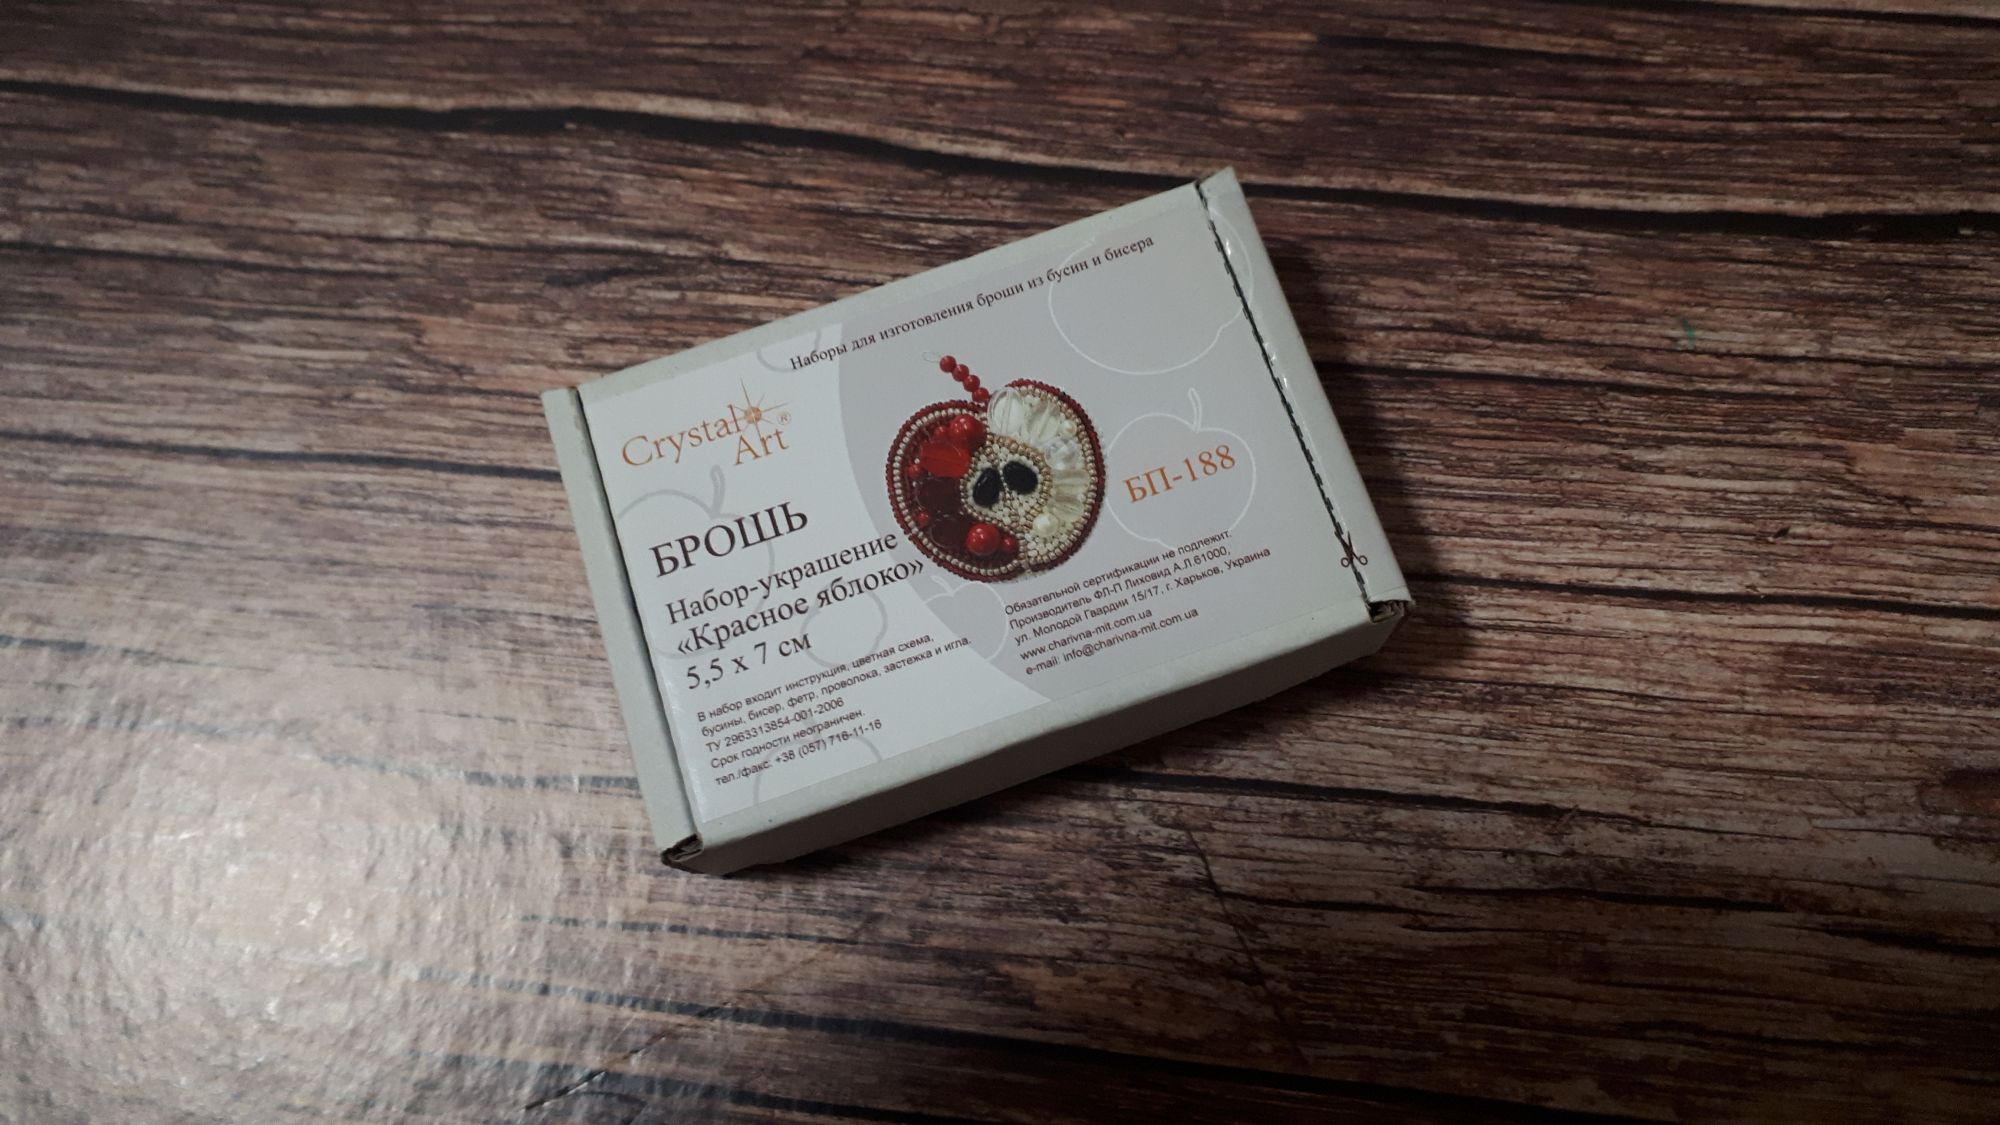 Наборы для изготовления броши из бусин и бисера
Crystal
Art ®
БРОШЬ
Набор-украшение
«Красное яблоко»
5,5 х 7 см
БП-188
В набор входит инструкция, цветная схема,
бусины, бисер, фетр, проволока, застежка и игла.
ТУ 2963313854-001-2006
Срок годности неограничен.
тел./факс. +38 (057) 716-11-16
Обязательной сертификации не подлежит.
Производитель ФЛ-П Лиховид А.Л.61000,
ул. Молодой Гвардии 15/17, г. Харьков, Украина
www.charivna-mit.com.ua
e-mail: info@charivna-mit.com.ua